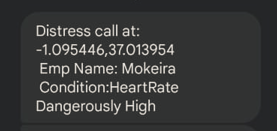 Distress call at:
-1.095446,37.013954
Emp Name: Mokeira
Condition:HeartRate
Dangerously High